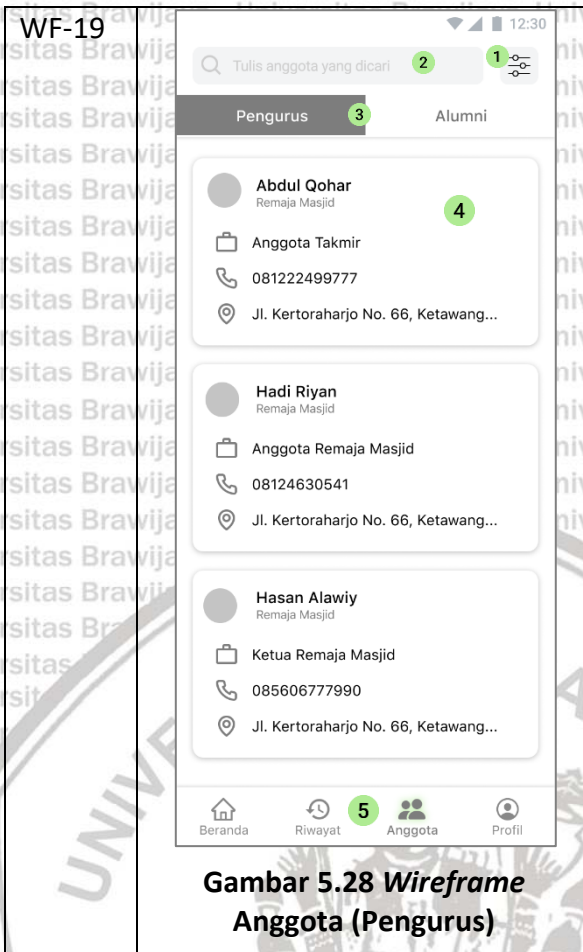 WF-19
12:30
Tulis anggota yang dicari
2
1
Pengurus
3
Alumni
Abdul Qohar
Remaja Masjid
4
Anggota Takmir
081222499777
Jl. Kertoraharjo No. 66, Ketawang...
Hadi Riyan
Remaja Masjid
Anggota Remaja Masjid
08124630541
Jl. Kertoraharjo No. 66, Ketawang...
Hasan Alawiy
Remaja Masjid
Ketua Remaja Masjid
085606777990
Jl. Kertoraharjo No. 66, Ketawang...
5
Beranda
Riwayat
Anggota
Profil
Gambar 5.28 Wireframe
Anggota (Pengurus)